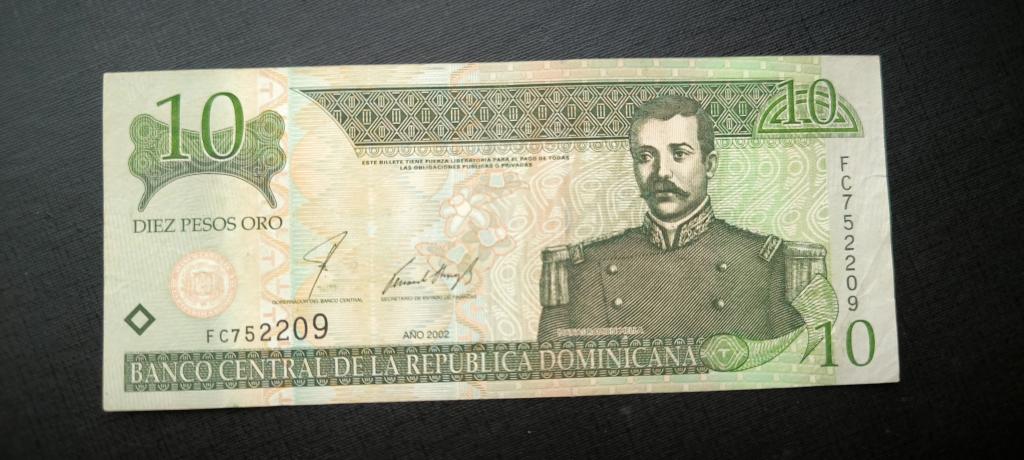 10
10
ESTE BILLETE TIENE FUERZA LIBERATORIA PARA EL PAGO DE TODAS
LAS OBLIGACIONES PUBLICAS O PRIVADAS
DIEZ PESOS ORO
FC752209
GOBERNADOR DEL BANCO CENTRAL
SECRETARIO DE ESTADO DE FINANZAS
FC752209
AÑO 2002
10
BANCO CENTRAL DE LA REPUBLICA DOMINICANA